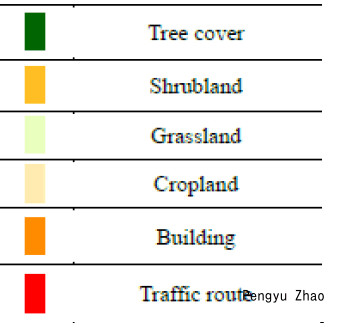 Tree cover
Shrubland
Grassland
Cropland
Building
Traffic route
Pengyu Zhao